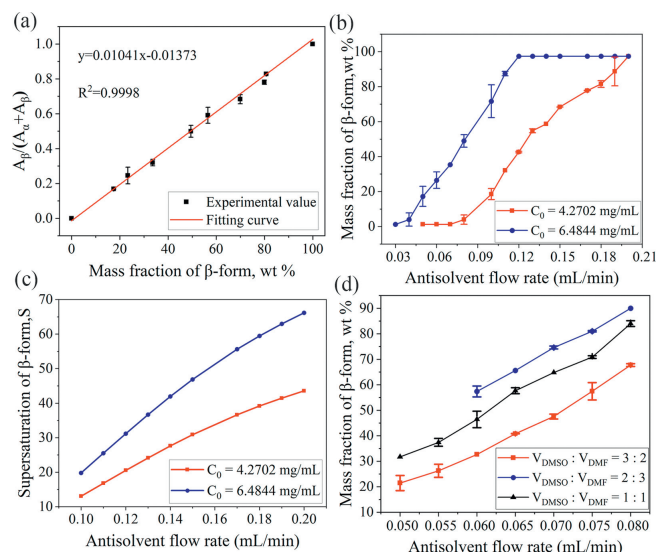 (a)
y=0.01041x-0.01373
R²=0.9998
Aβ/(Aα+Aβ)
1.0
0.8
0.6
0.4
0.2
0.0
0 20 40 60 80 100
Experimental value
Fitting curve
Mass fraction of β-form, wt %
(b)
Mass fraction of β-form,wt %
100
80
60
40
20
0
0.03 0.06 0.09 0.12 0.15 0.18 0.21
C₀ = 4.2702 mg/mL
C₀ = 6.4844 mg/mL
Antisolvent flow rate (mL/min)
(c)
Supersaturation of β-form,S
70
60
50
40
30
20
10
0.10 0.12 0.14 0.16 0.18 0.20
C₀ = 4.2702 mg/mL
C₀ = 6.4844 mg/mL
Antisolvent flow rate (mL/min)
(d)
Mass fraction of β-form, wt %
90
80
70
60
50
40
30
20
10
0.050 0.055 0.060 0.065 0.070 0.075 0.080
V_DMSO : V_DMF = 3 : 2
V_DMSO : V_DMF = 2 : 3
V_DMSO : V_DMF = 1 : 1
Antisolvent flow rate (mL/min)